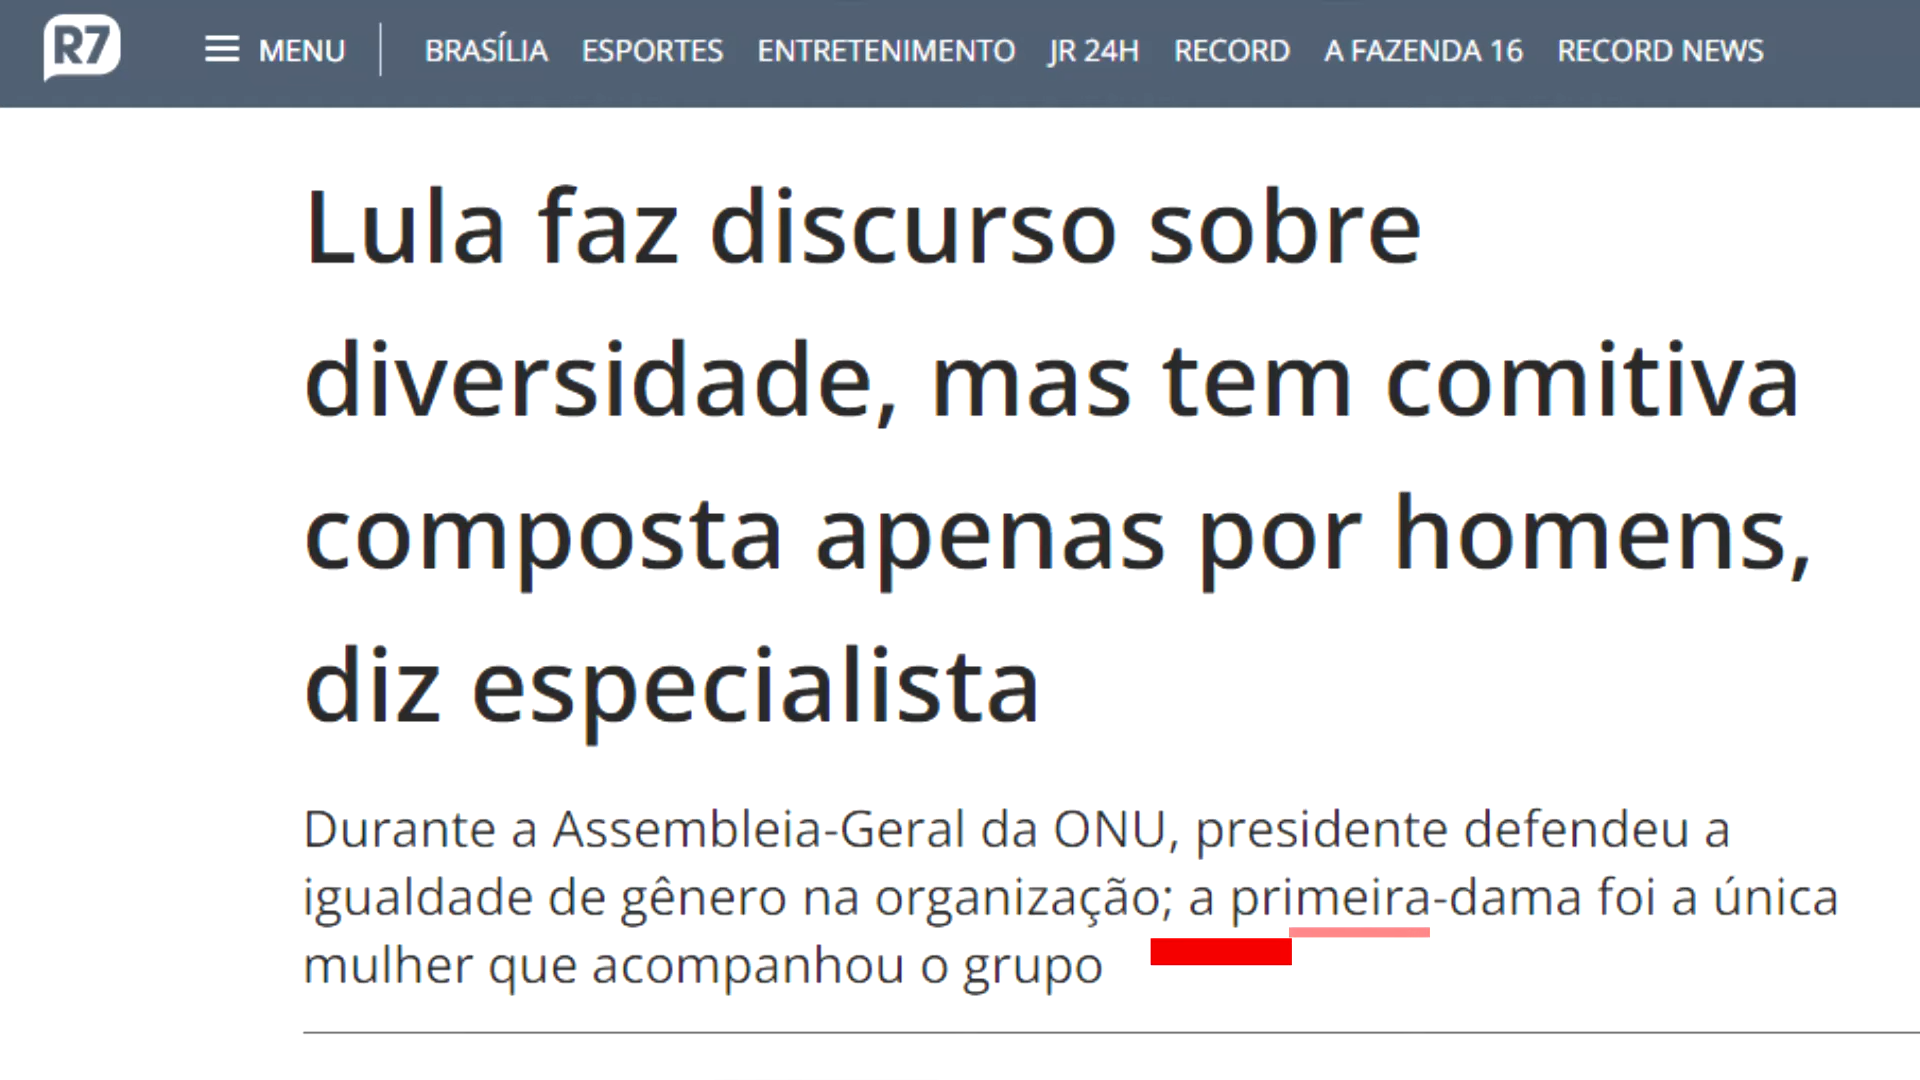 R7 MENU BRASÍLIA ESPORTES ENTRETENIMENTO JR 24H RECORD A FAZENDA 16 RECORD NEWS
Lula faz discurso sobre
diversidade, mas tem comitiva
composta apenas por homens,
diz especialista
Durante a Assembleia-Geral da ONU, presidente defendeu a
igualdade de gênero na organização; a primeira-dama foi a única
mulher que acompanhou o grupo